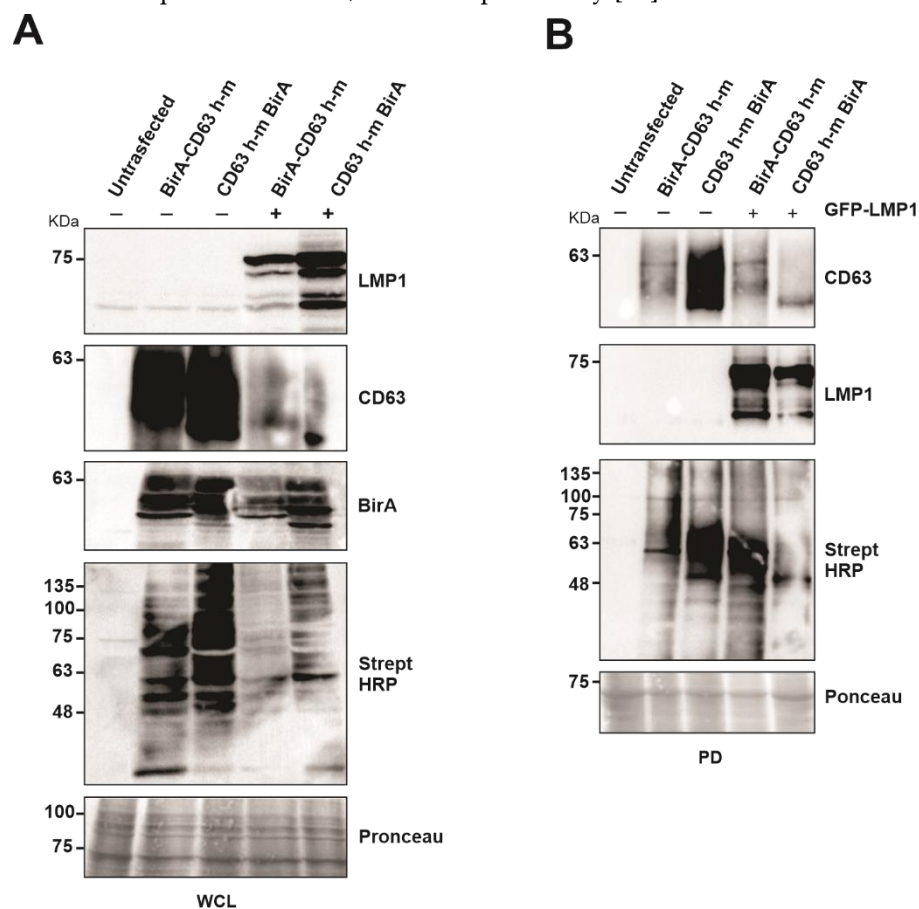 A
B
Untrasfected
BirA-CD63 h-m
CD63 h-m BirA
BirA-CD63 h-m
CD63 h-m BirA
KDa
– – – + +
75
LMP1
63
CD63
63
BirA
135
100
75
63
48
Strept
HRP
100
75
Pronceau
WCL
Untransfected
BirA-CD63 h-m
CD63 h-m BirA
BirA-CD63 h-m
CD63 h-m BirA
KDa
– – – + + GFP-LMP1
63
CD63
75
LMP1
135
100
75
63
48
Strept
HRP
75
Ponceau
PD